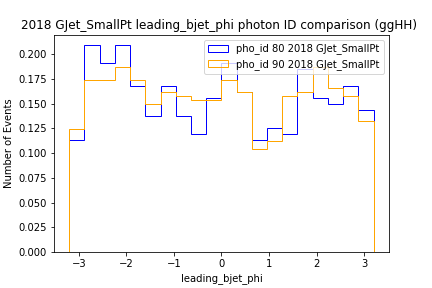 2018 GJet_SmallPt leading_bjet_phi photon ID comparison (ggHH)
pho_id 80 2018 GJet_SmallPt
pho_id 90 2018 GJet_SmallPt
Number of Events
0.200
0.175
0.150
0.125
0.100
0.075
0.050
0.025
0.000
−3 −2 −1 0 1 2 3
leading_bjet_phi